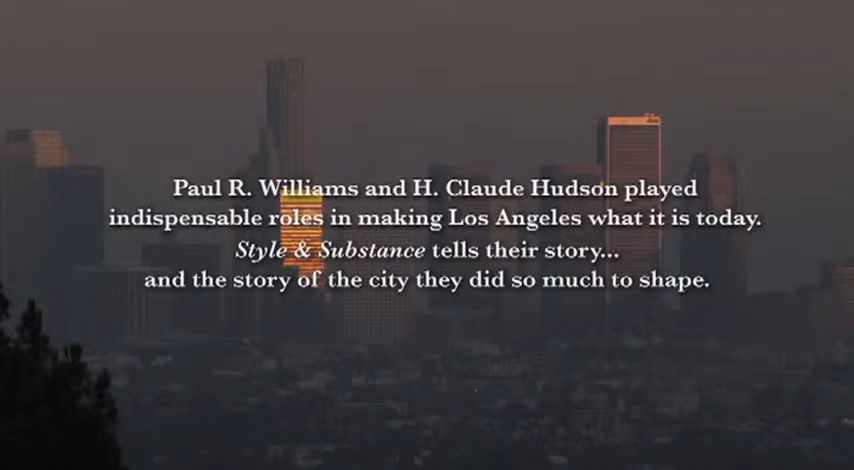 Paul R. Williams and H. Claude Hudson played
indispensable roles in making Los Angeles what it is today.
Style & Substance tells their story...
and the story of the city they did so much to shape.